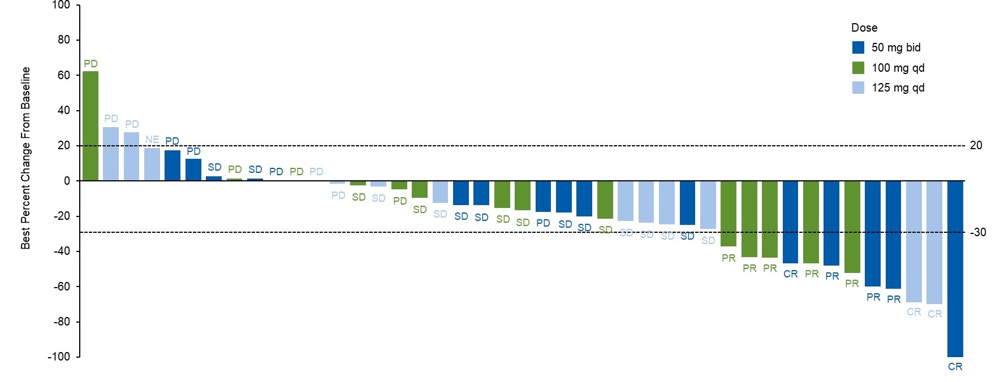 100
80
60
40
20
0
-20
-40
-60
-80
-100
Best Percent Change From Baseline
Dose
50 mg bid
100 mg qd
125 mg qd
20
-30
PD
PD
PD
NE
PD
PD
SD
PD
SD
PD
PD
PD
PD
SD
SD
PD
SD
SD
SD
SD
SD
SD
PD
SD
SD
SD
SD
SD
SD
SD
SD
PR
PR
PR
CR
PR
PR
PR
PR
PR
CR
CR
CR